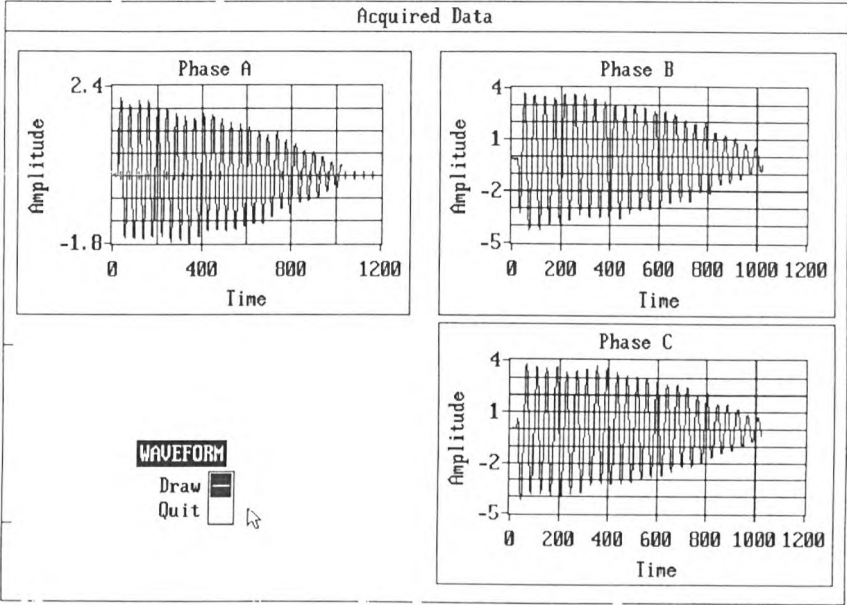 Acquired Data
Phase A
2.4
Amplitude
-1.8
0 400 800 1200
Time
Phase B
4
1
Amplitude
-2
-5
0 200 400 600 800 1000 1200
Time
Phase C
4
1
Amplitude
-2
-5
0 200 400 600 800 1000 1200
Time
WAVEFORM
Draw
Quit